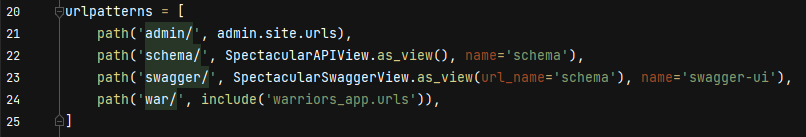 20 urlpatterns = [
21     path('admin/', admin.site.urls),
22     path('schema/', SpectacularAPIView.as_view(), name='schema'),
23     path('swagger/', SpectacularSwaggerView.as_view(url_name='schema'), name='swagger-ui'),
24     path('war/', include('warriors_app.urls')),
25 ]